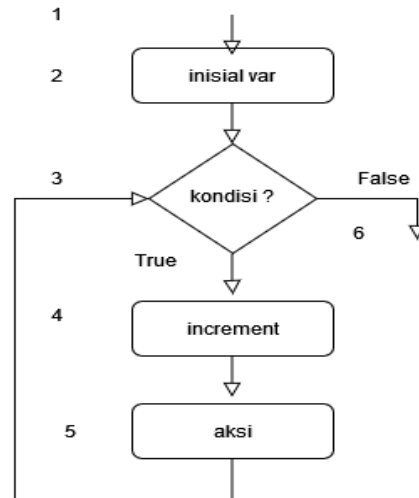 1
2 inisial var
3 False
kondisi ?
6
True
4 increment
5 aksi